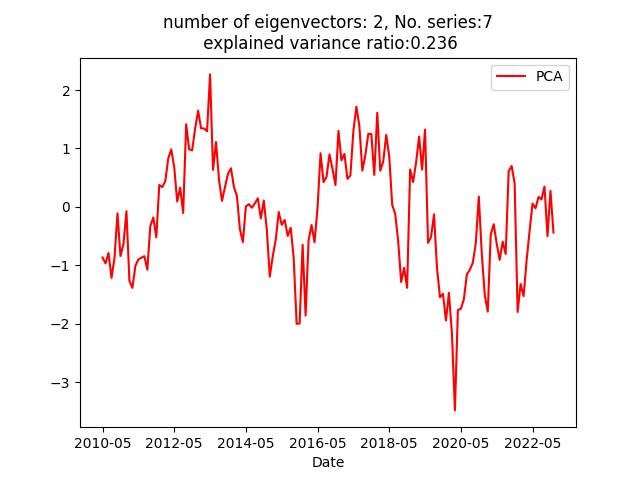 number of eigenvectors: 2, No. series:7
explained variance ratio:0.236
PCA
2
1
0
−1
−2
−3
2010-05 2012-05 2014-05 2016-05 2018-05 2020-05 2022-05
Date